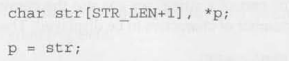 char str[STR_LEN+1], *p;
p = str;